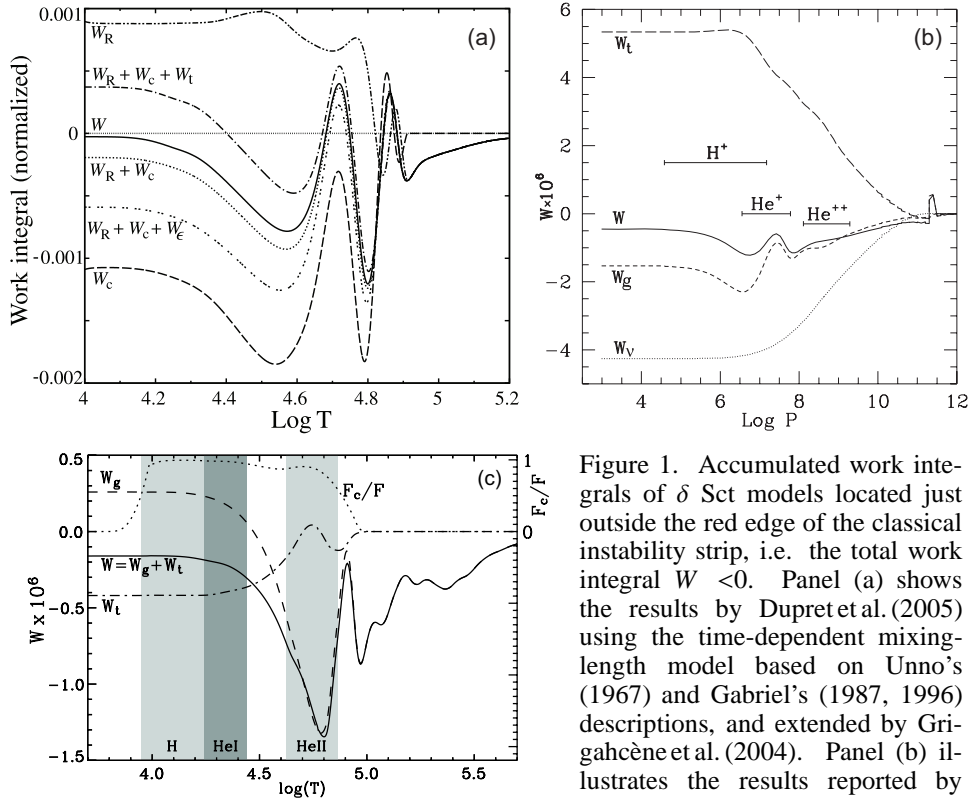 (a)
Work integral (normalized)
0.001
0
-0.001
-0.002
W_R
W_R + W_c + W_t
W
W_R + W_c
W_R + W_c + W_ϵ
W_c
4 4.2 4.4 4.6 4.8 5 5.2
Log T
(b)
W×10⁶
6
4
2
0
-2
-4
W_t
H⁺
He⁺
He⁺⁺
W
W_g
W_ν
4 6 8 10 12
Log P
(c)
W x 10⁶
0.5
0.0
-0.5
-1.0
-1.5
W_g
F_c/F
W=W_g+W_t
W_t
1
0
F_c/F
H HeI HeII
4.0 4.5 5.0 5.5
log(T)
Figure 1. Accumulated work inte-
grals of δ Sct models located just
outside the red edge of the classical
instability strip, i.e. the total work
integral W <0. Panel (a) shows
the results by Dupret et al. (2005)
using the time-dependent mixing-
length model based on Unno's
(1967) and Gabriel's (1987, 1996)
descriptions, and extended by Gri-
gahcène et al. (2004). Panel (b) il-
lustrates the results reported by